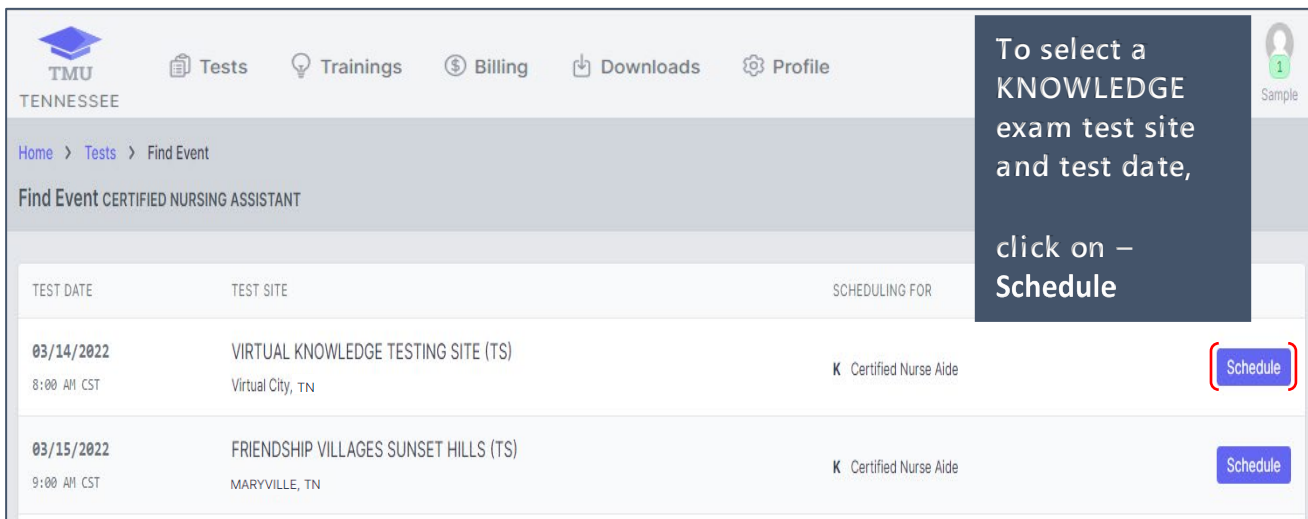 TMU
TENNESSEE
Tests
Trainings
Billing
Downloads
Profile
1
Sample
To select a
KNOWLEDGE
exam test site
and test date,
click on –
Schedule
Home > Tests > Find Event
Find Event CERTIFIED NURSING ASSISTANT
TEST DATE
TEST SITE
SCHEDULING FOR
03/14/2022
8:00 AM CST
VIRTUAL KNOWLEDGE TESTING SITE (TS)
Virtual City, TN
K Certified Nurse Aide
Schedule
03/15/2022
9:00 AM CST
FRIENDSHIP VILLAGES SUNSET HILLS (TS)
MARYVILLE, TN
K Certified Nurse Aide
Schedule